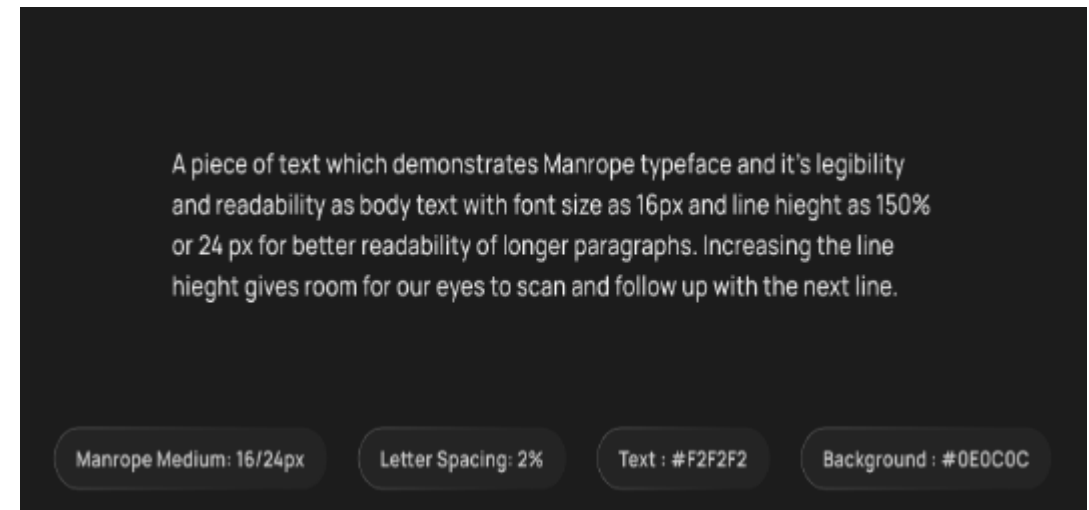 A piece of text which demonstrates Manrope typeface and it's legibility
and readability as body text with font size as 16px and line hieght as 150%
or 24 px for better readability of longer paragraphs. Increasing the line
hieght gives room for our eyes to scan and follow up with the next line.
Manrope Medium: 16/24px
Letter Spacing: 2%
Text : #F2F2F2
Background : #0E0C0C